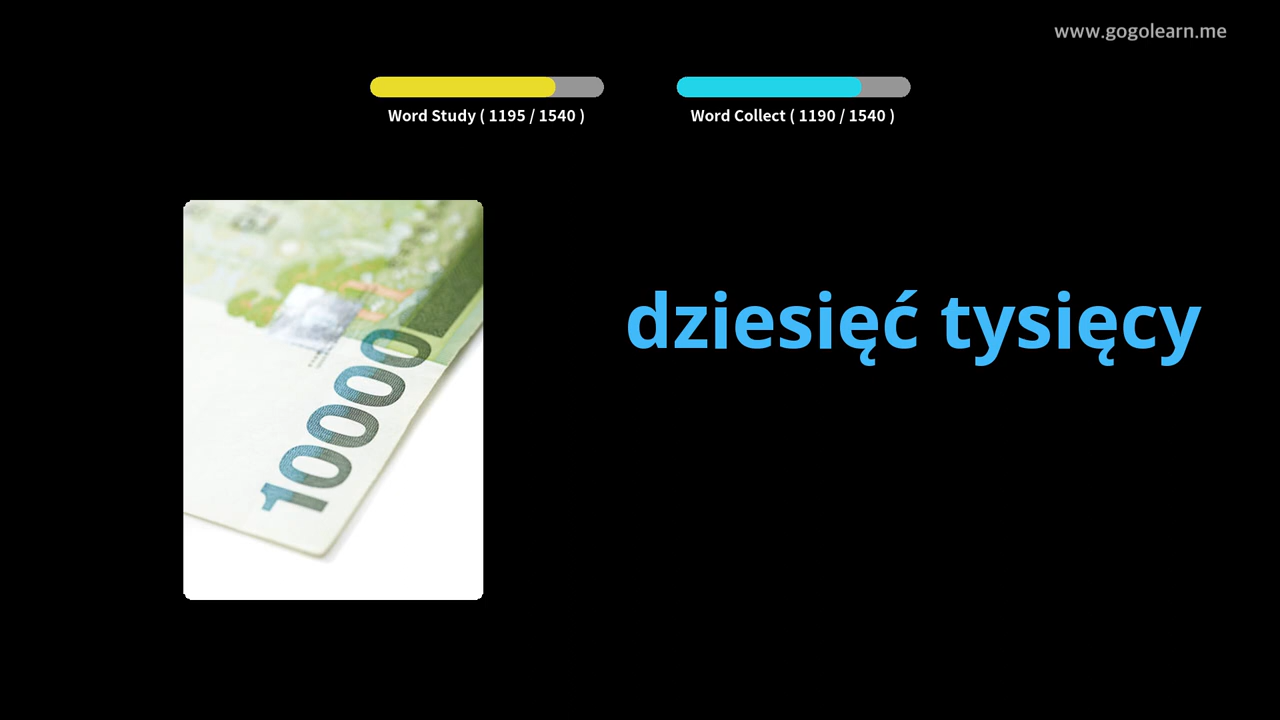 www.gogolearn.me
Word Study ( 1195 / 1540 )
Word Collect ( 1190 / 1540 )
dziesięć tysięcy
10000